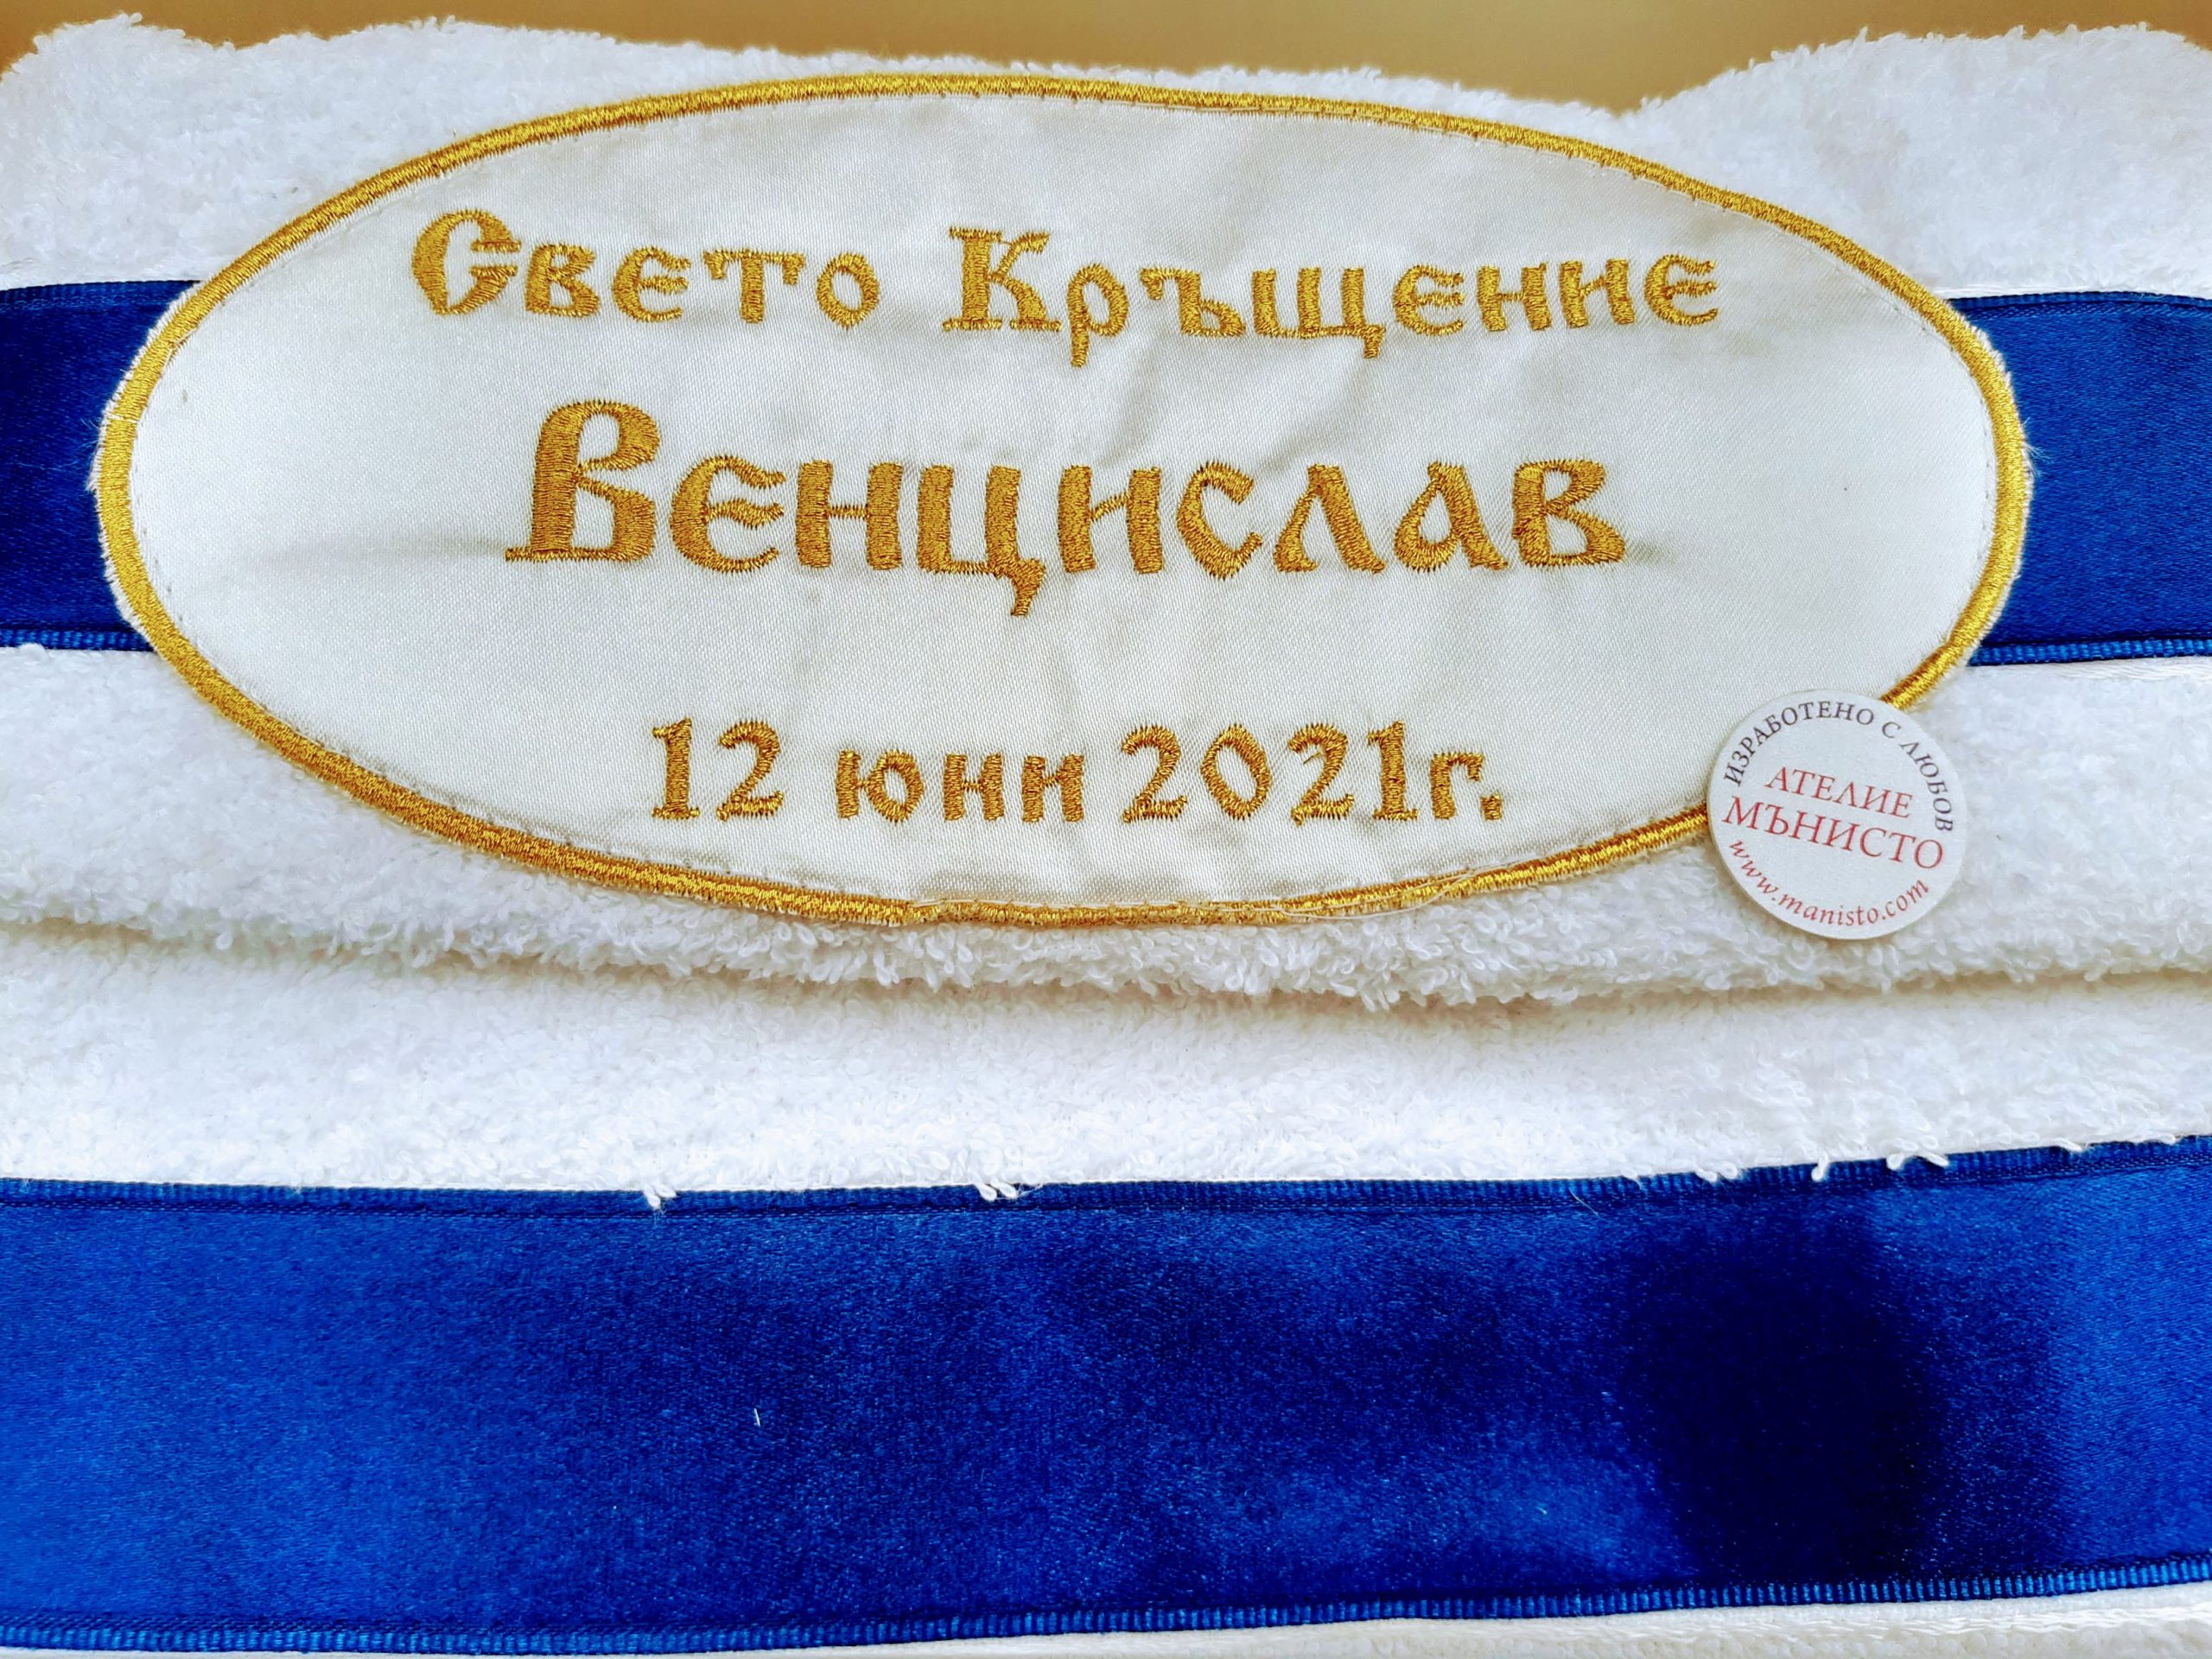 Свето Кръщение
Венцислав
12 юни 2021г.
ИЗРАБОТЕНО С ЛЮБОВ
АТЕЛИЕ
МЪНИСТО
www.manisto.com